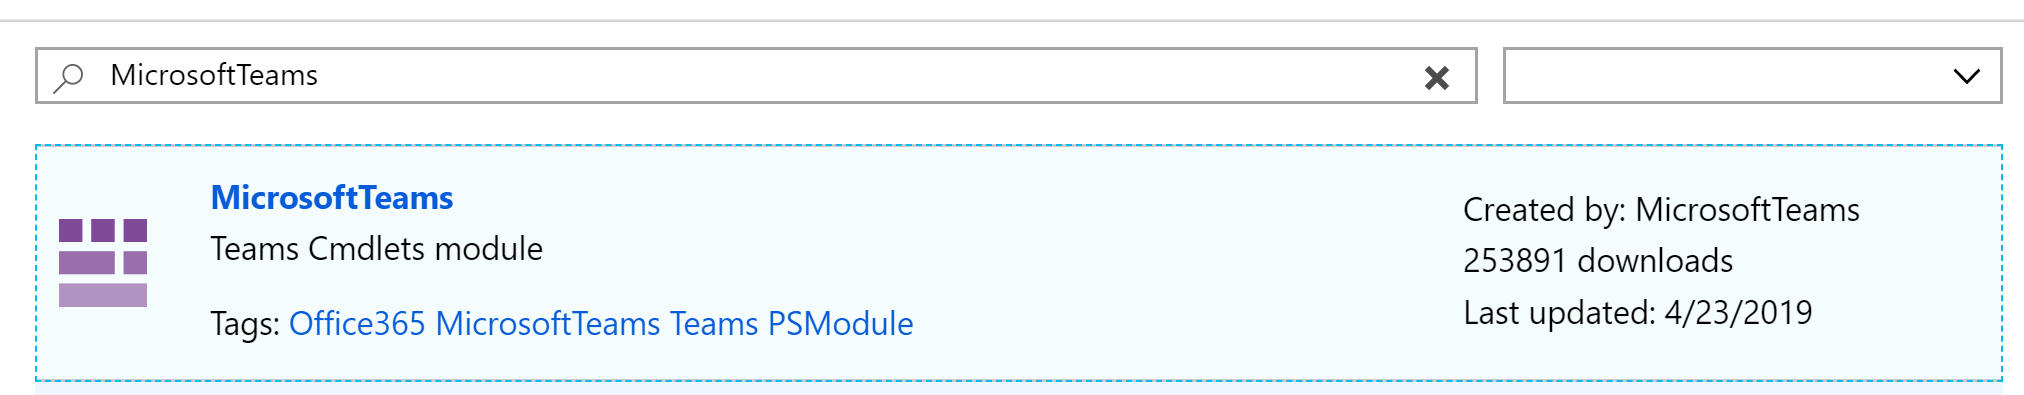 MicrosoftTeams
MicrosoftTeams
Teams Cmdlets module
Tags: Office365 MicrosoftTeams Teams PSModule
Created by: MicrosoftTeams
253891 downloads
Last updated: 4/23/2019